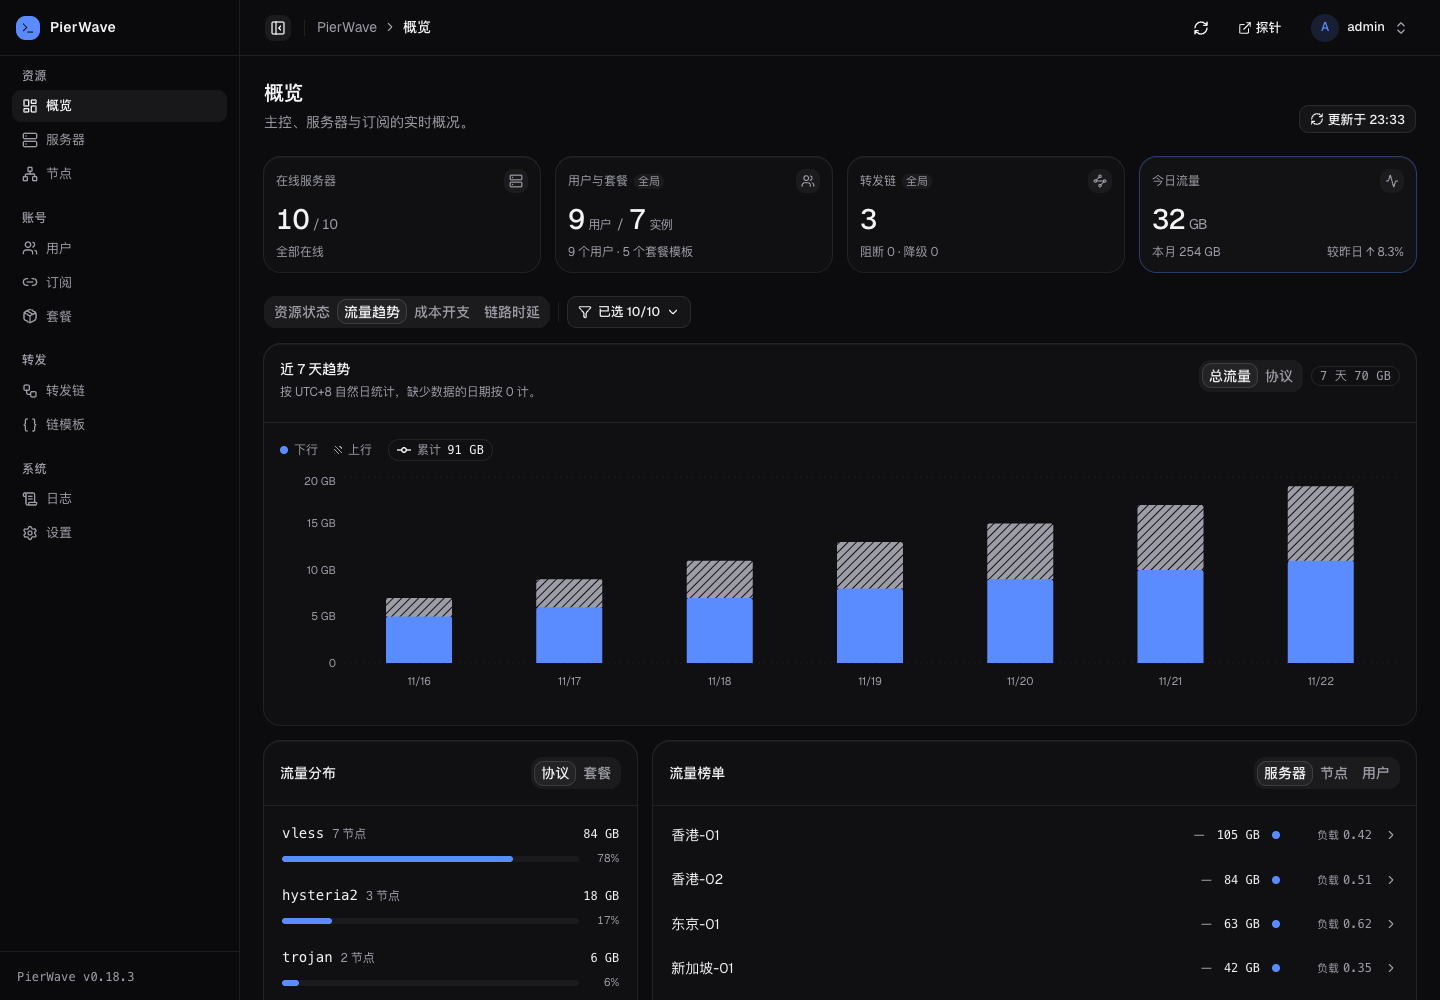 PierWave
PierWave > 概览
探针
A admin
资源
概览
服务器
节点
账号
用户
订阅
套餐
转发
转发链
链模板
系统
日志
设置
PierWave v0.18.3
概览
主控、服务器与订阅的实时概况。
更新于 23:33
在线服务器
10 / 10
全部在线
用户与套餐 全局
9 用户 / 7 实例
9 个用户 · 5 个套餐模板
转发链 全局
3
阻断 0 · 降级 0
今日流量
32 GB
本月 254 GB 较昨日 ↑ 8.3%
资源状态 流量趋势 成本开支 链路时延 已选 10/10
近 7 天趋势
按 UTC+8 自然日统计，缺少数据的日期按 0 计。
总流量 协议 7 天 70 GB
下行 上行 累计 91 GB
20 GB
15 GB
10 GB
5 GB
0
11/16 11/17 11/18 11/19 11/20 11/21 11/22
流量分布 协议 套餐
vless 7 节点 84 GB
78%
hysteria2 3 节点 18 GB
17%
trojan 2 节点 6 GB
6%
流量榜单 服务器 节点 用户
香港-01 — 105 GB 负载 0.42
香港-02 — 84 GB 负载 0.51
东京-01 — 63 GB 负载 0.62
新加坡-01 — 42 GB 负载 0.35